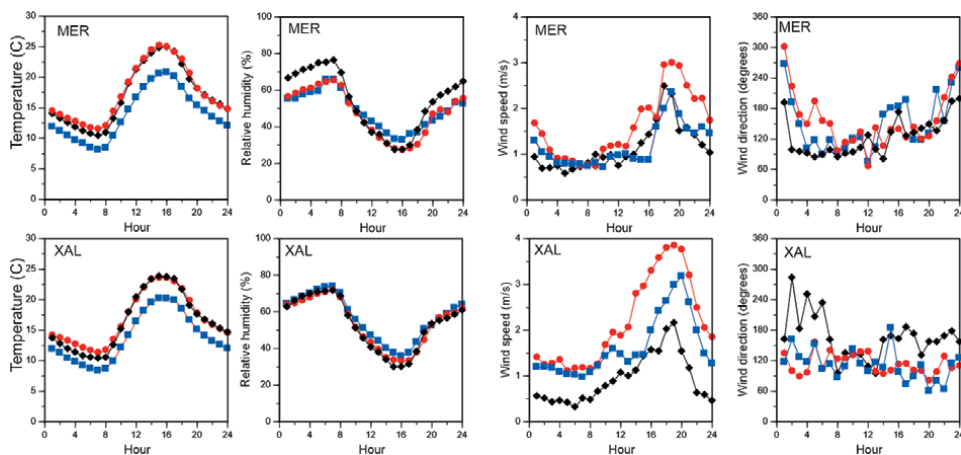 MER
Temperature (C)
30
25
20
15
10
5
0
0 4 8 12 16 20 24
Hour
MER
Relative humidity (%)
100
80
60
40
20
0
0 4 8 12 16 20 24
Hour
MER
Wind speed (m/s)
4
3
2
1
0
0 4 8 12 16 20 24
Hour
MER
Wind direction (degrees)
360
300
240
180
120
60
0
0 4 8 12 16 20 24
Hour
XAL
Temperature (C)
30
25
20
15
10
5
0
0 4 8 12 16 20 24
Hour
XAL
Relative humidity (%)
100
80
60
40
20
0
0 4 8 12 16 20 24
Hour
XAL
Wind speed (m/s)
4
3
2
1
0
0 4 8 12 16 20 24
Hour
XAL
Wind direction (degrees)
360
300
240
180
120
60
0
0 4 8 12 16 20 24
Hour